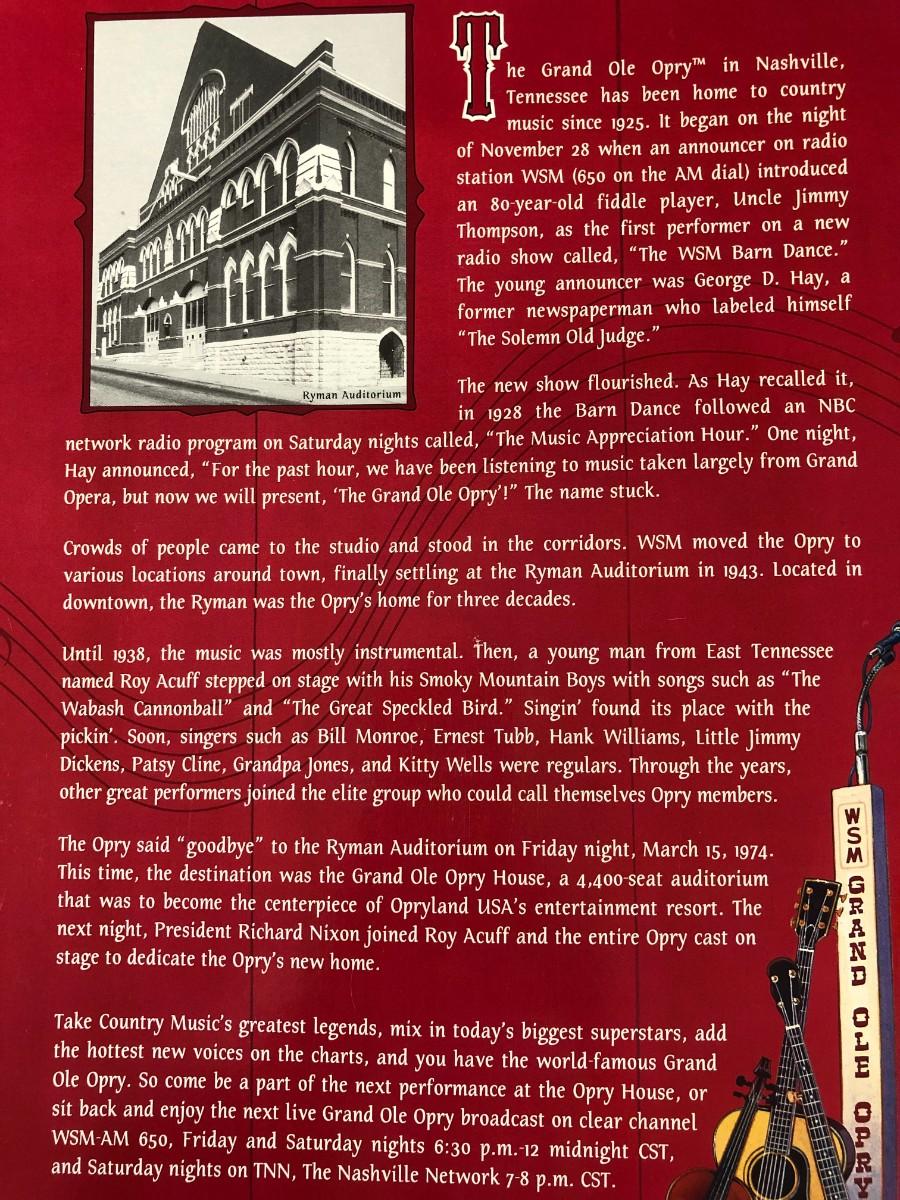 The Grand Ole Opry™ in Nashville,
Tennessee has been home to country
music since 1925. It began on the night
of November 28 when an announcer on radio
station WSM (650 on the AM dial) introduced
an 80-year-old fiddle player, Uncle Jimmy
Thompson, as the first performer on a new
radio show called, “The WSM Barn Dance.”
The young announcer was George D. Hay, a
former newspaperman who labeled himself
“The Solemn Old Judge.”
Ryman Auditorium
The new show flourished. As Hay recalled it,
in 1928 the Barn Dance followed an NBC
network radio program on Saturday nights called, “The Music Appreciation Hour.” One night,
Hay announced, “For the past hour, we have been listening to music taken largely from Grand
Opera, but now we will present, ‘The Grand Ole Opry’!” The name stuck.
Crowds of people came to the studio and stood in the corridors. WSM moved the Opry to
various locations around town, finally settling at the Ryman Auditorium in 1943. Located in
downtown, the Ryman was the Opry’s home for three decades.
Until 1938, the music was mostly instrumental. Then, a young man from East Tennessee
named Roy Acuff stepped on stage with his Smoky Mountain Boys with songs such as “The
Wabash Cannonball” and “The Great Speckled Bird.” Singin’ found its place with the
pickin’. Soon, singers such as Bill Monroe, Ernest Tubb, Hank Williams, Little Jimmy
Dickens, Patsy Cline, Grandpa Jones, and Kitty Wells were regulars. Through the years,
other great performers joined the elite group who could call themselves Opry members.
The Opry said “goodbye” to the Ryman Auditorium on Friday night, March 15, 1974.
This time, the destination was the Grand Ole Opry House, a 4,400-seat auditorium
that was to become the centerpiece of Opryland USA’s entertainment resort. The
next night, President Richard Nixon joined Roy Acuff and the entire Opry cast on
stage to dedicate the Opry’s new home.
Take Country Music’s greatest legends, mix in today’s biggest superstars, add
the hottest new voices on the charts, and you have the world-famous Grand
Ole Opry. So come be a part of the next performance at the Opry House, or
sit back and enjoy the next live Grand Ole Opry broadcast on clear channel
WSM-AM 650, Friday and Saturday nights 6:30 p.m.-12 midnight CST,
and Saturday nights on TNN, The Nashville Network 7-8 p.m. CST.
WSM GRAND OLE OPRY